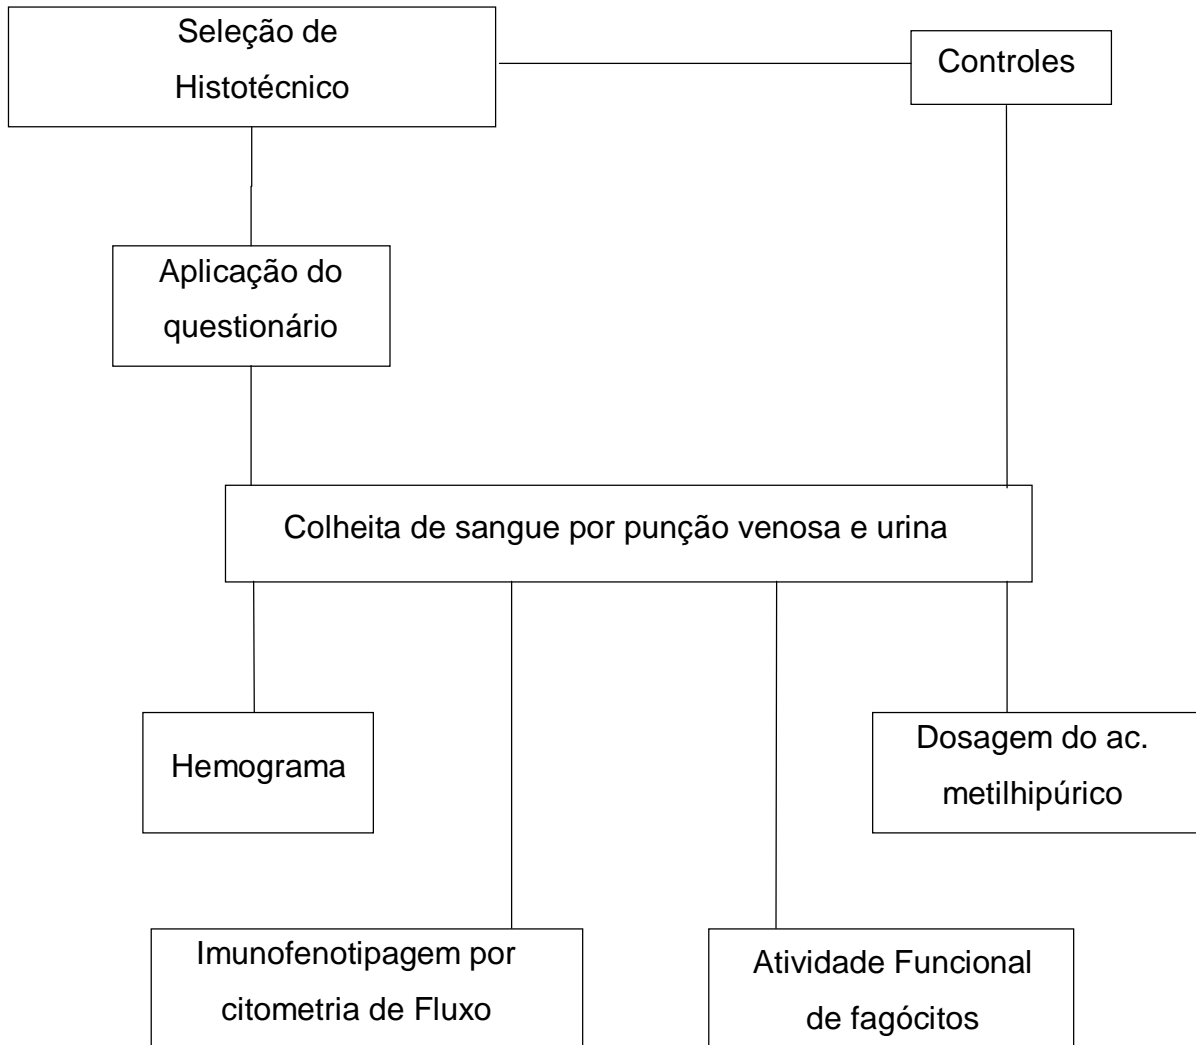 Seleção de
Histotécnico
Controles
Aplicação do
questionário
Colheita de sangue por punção venosa e urina
Hemograma
Dosagem do ac.
metilhipúrico
Imunofenotipagem por
citometria de Fluxo
Atividade Funcional
de fagócitos